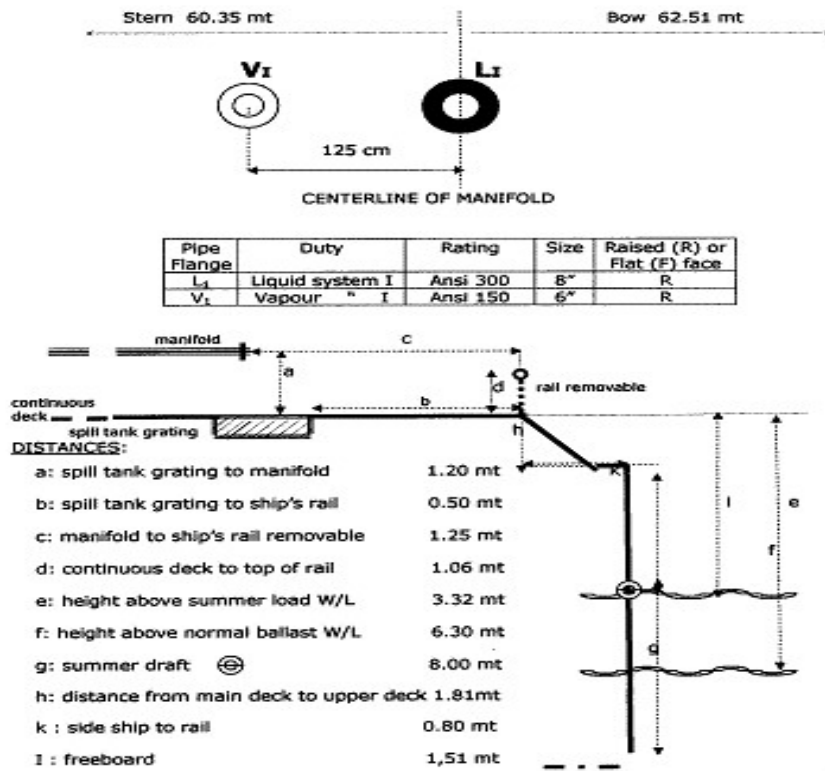 Stern 60.35 mt
Bow 62.51 mt
VI
LI
125 cm
CENTERLINE OF MANIFOLD
Pipe Flange Duty Rating Size Raised (R) or Flat (F) face
L1 Liquid system I Ansi 300 8" R
V1 Vapour " I Ansi 150 6" R
manifold
c
a
d
rail removable
b
continuous
deck
spill tank grating
h
k
l
e
f
g
DISTANCES:
a: spill tank grating to manifold 1.20 mt
b: spill tank grating to ship's rail 0.50 mt
c: manifold to ship's rail removable 1.25 mt
d: continuous deck to top of rail 1.06 mt
e: height above summer load W/L 3.32 mt
f: height above normal ballast W/L 6.30 mt
g: summer draft 8.00 mt
h: distance from main deck to upper deck 1.81mt
k : side ship to rail 0.80 mt
I : freeboard 1,51 mt